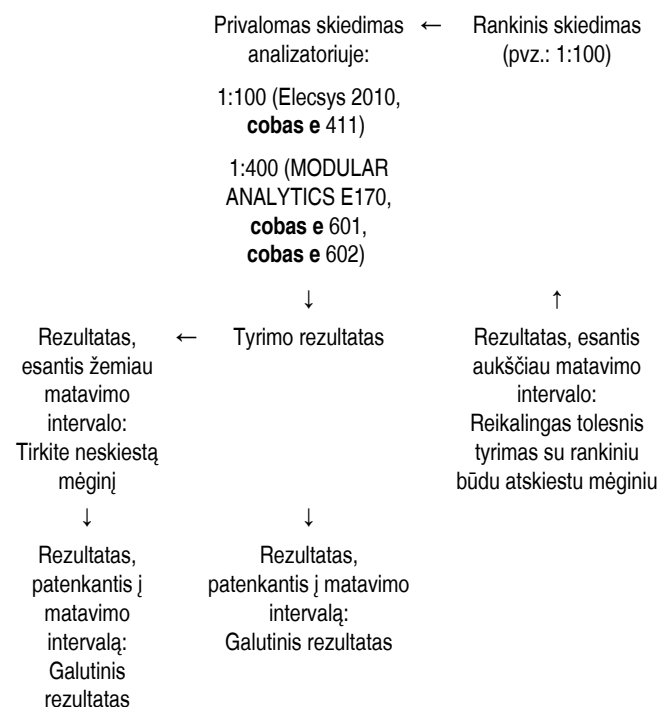 Privalomas skiedimas ← Rankinis skiedimas
analizatoriuje: (pvz.: 1:100)
1:100 (Elecsys 2010,
cobas e 411)
1:400 (MODULAR
ANALYTICS E170,
cobas e 601,
cobas e 602)
↓ ↑
Rezultatas, ← Tyrimo rezultatas Rezultatas, esantis
esantis žemiau aukščiau matavimo
matavimo intervalo:
intervalo: Reikalingas tolesnis
Tirkite neskiestą tyrimas su rankiniu
mėginį būdu atskiestu mėginiu
↓ ↓
Rezultatas, Rezultatas,
patenkantis į patenkantis į matavimo
matavimo intervalą:
intervalą: Galutinis rezultatas
Galutinis
rezultatas